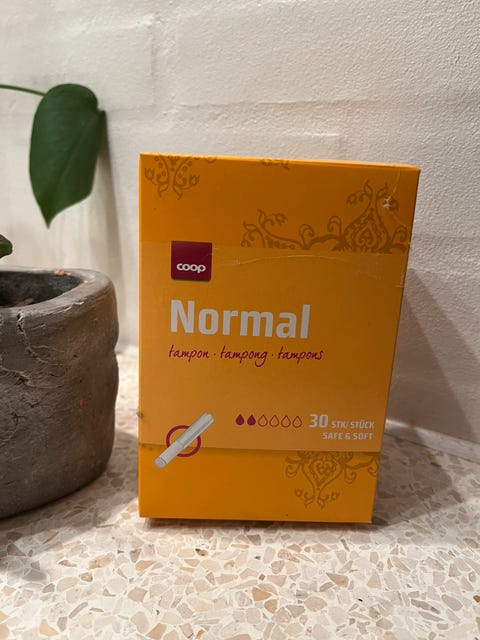 coop
Normal
tampon · tampong · tampons
30 STK/STÜCK
SAFE & SOFT